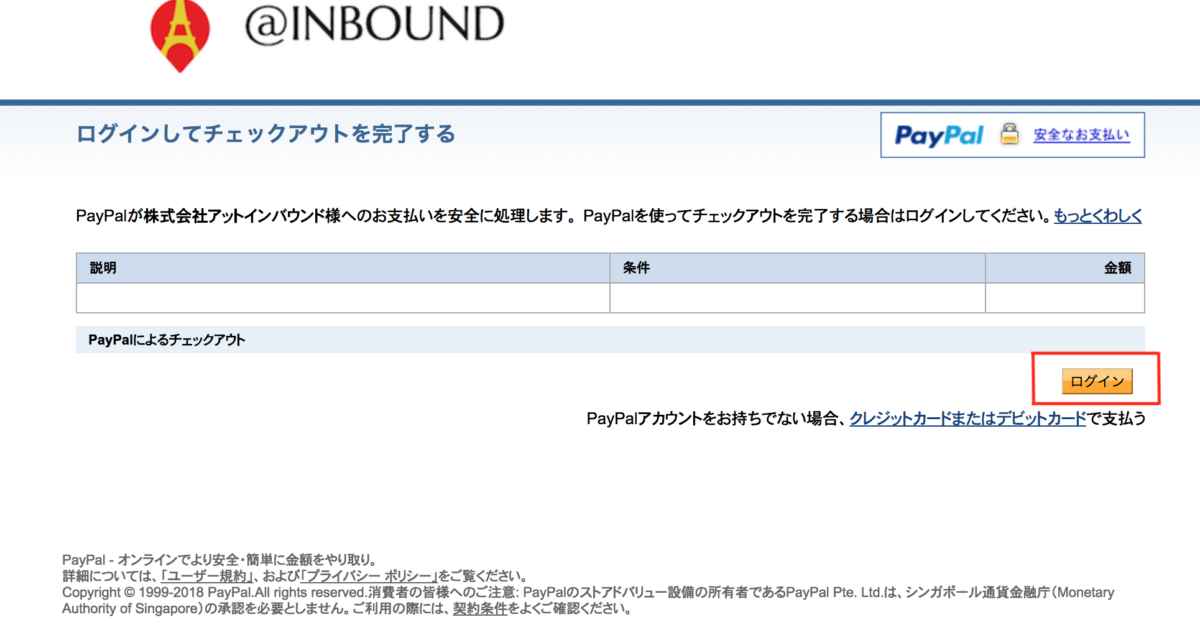 @INBOUND
ログインしてチェックアウトを完了する
PayPal 安全なお支払い
PayPalが株式会社アットインバウンド様へのお支払いを安全に処理します。 PayPalを使ってチェックアウトを完了する場合はログインしてください。もっとくわしく
説明 条件 金額
PayPalによるチェックアウト
ログイン
PayPalアカウントをお持ちでない場合、クレジットカードまたはデビットカードで支払う
PayPal - オンラインでより安全・簡単に金額をやり取り。
詳細については、「ユーザー規約」、および「プライバシー ポリシー」をご覧ください。
Copyright © 1999-2018 PayPal.All rights reserved.消費者の皆様へのご注意: PayPalのストアドバリュー設備の所有者であるPayPal Pte. Ltd.は、シンガポール通貨金融庁(Monetary
Authority of Singapore)の承認を必要としません。ご利用の際には、契約条件をよくご確認ください。